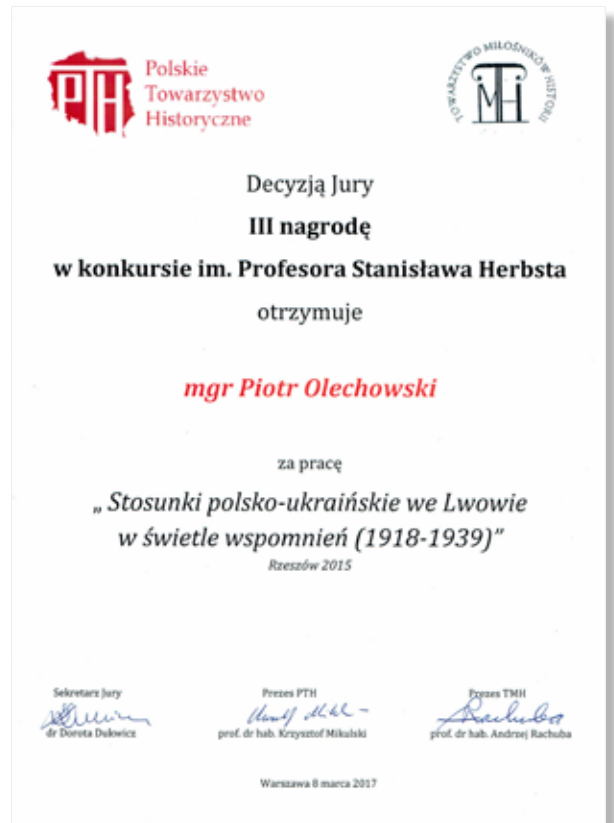 PTH
Polskie
Towarzystwo
Historyczne
TOWARZYSTWO MIŁOŚNIKÓW HISTORII
TMH
Decyzją Jury
III nagrodę
w konkursie im. Profesora Stanisława Herbsta
otrzymuje
mgr Piotr Olechowski
za pracę
„ Stosunki polsko-ukraińskie we Lwowie
w świetle wspomnień (1918-1939)”
Rzeszów 2015
Sekretarz Jury
dr Dorota Dukwicz
Prezes PTH
prof. dr hab. Krzysztof Mikulski
Prezes TMH
prof. dr hab. Andrzej Rachuba
Warszawa 8 marca 2017